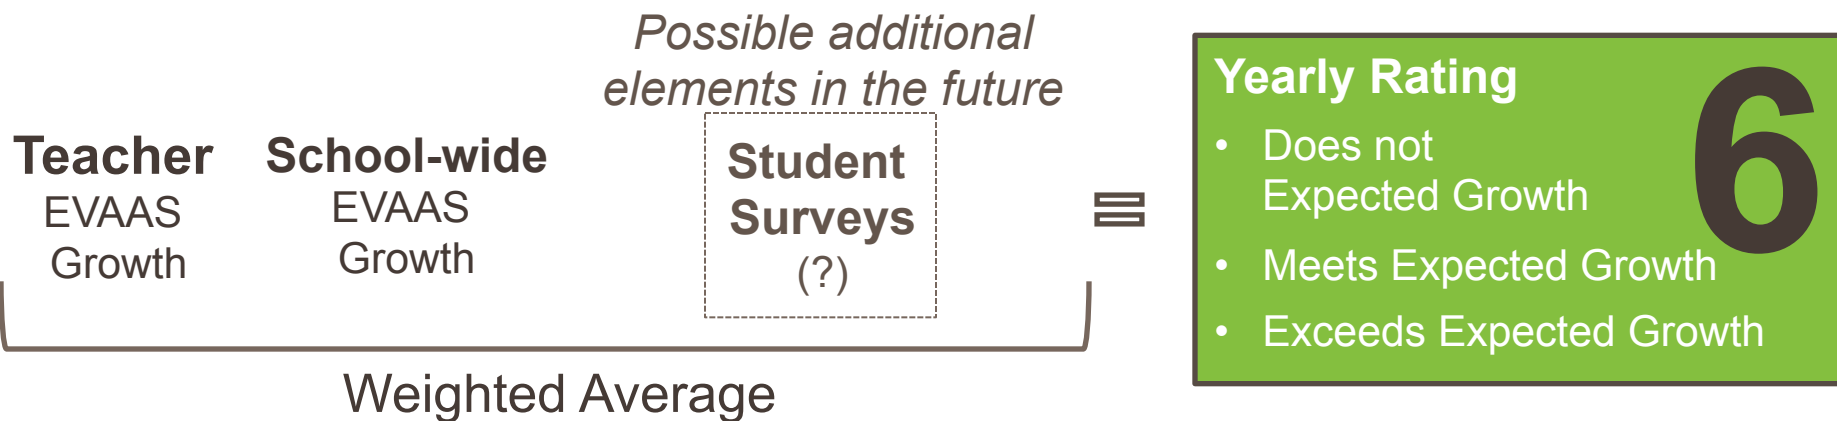 Possible additional
elements in the future
Teacher
EVAAS
Growth
School-wide
EVAAS
Growth
Student
Surveys
(?)
Weighted Average
=
Yearly Rating
6
• Does not
Expected Growth
• Meets Expected Growth
• Exceeds Expected Growth